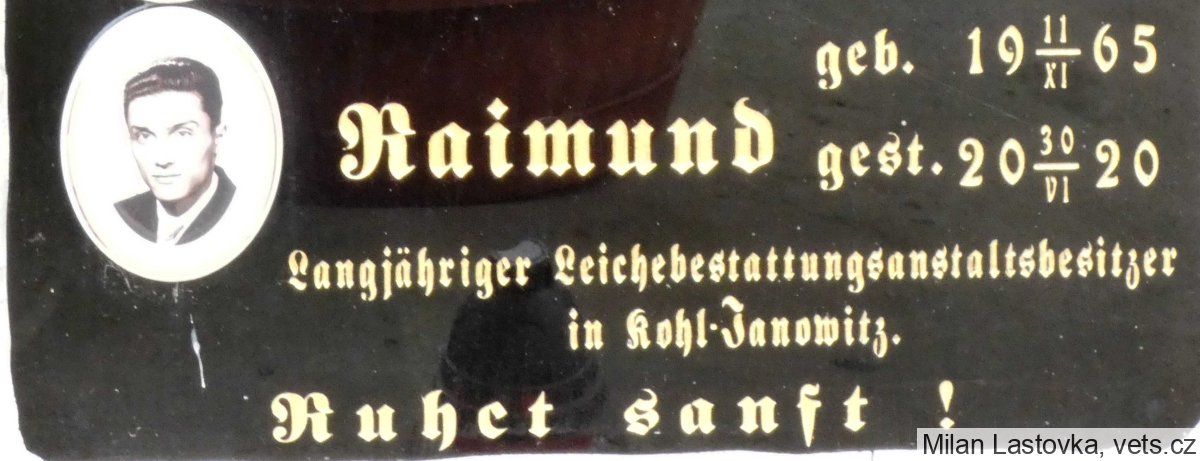 geb. 19 11/XI 65
Raimund
gest. 20 30/VI 20
Langjähriger Leichebestattungsanstaltsbesitzer
in Kohl-Janowitz.
Ruhet sanft !
Milan Lastovka, vets.cz